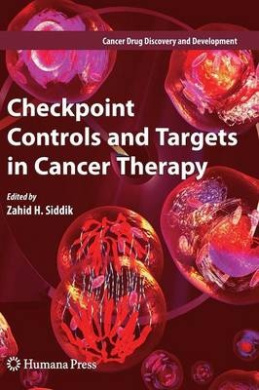 Cancer Drug Discovery and Development
Checkpoint
Controls and Targets
in Cancer Therapy
Edited by
Zahid H. Siddik
Humana Press